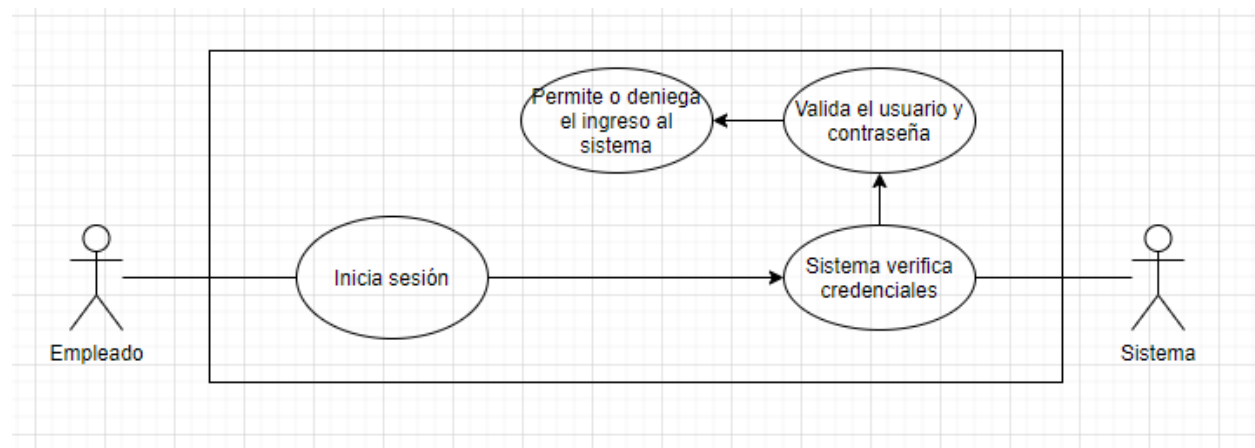 Permite o deniega
el ingreso al
sistema
Valida el usuario y
contraseña
Inicia sesión
Sistema verifica
credenciales
Empleado
Sistema